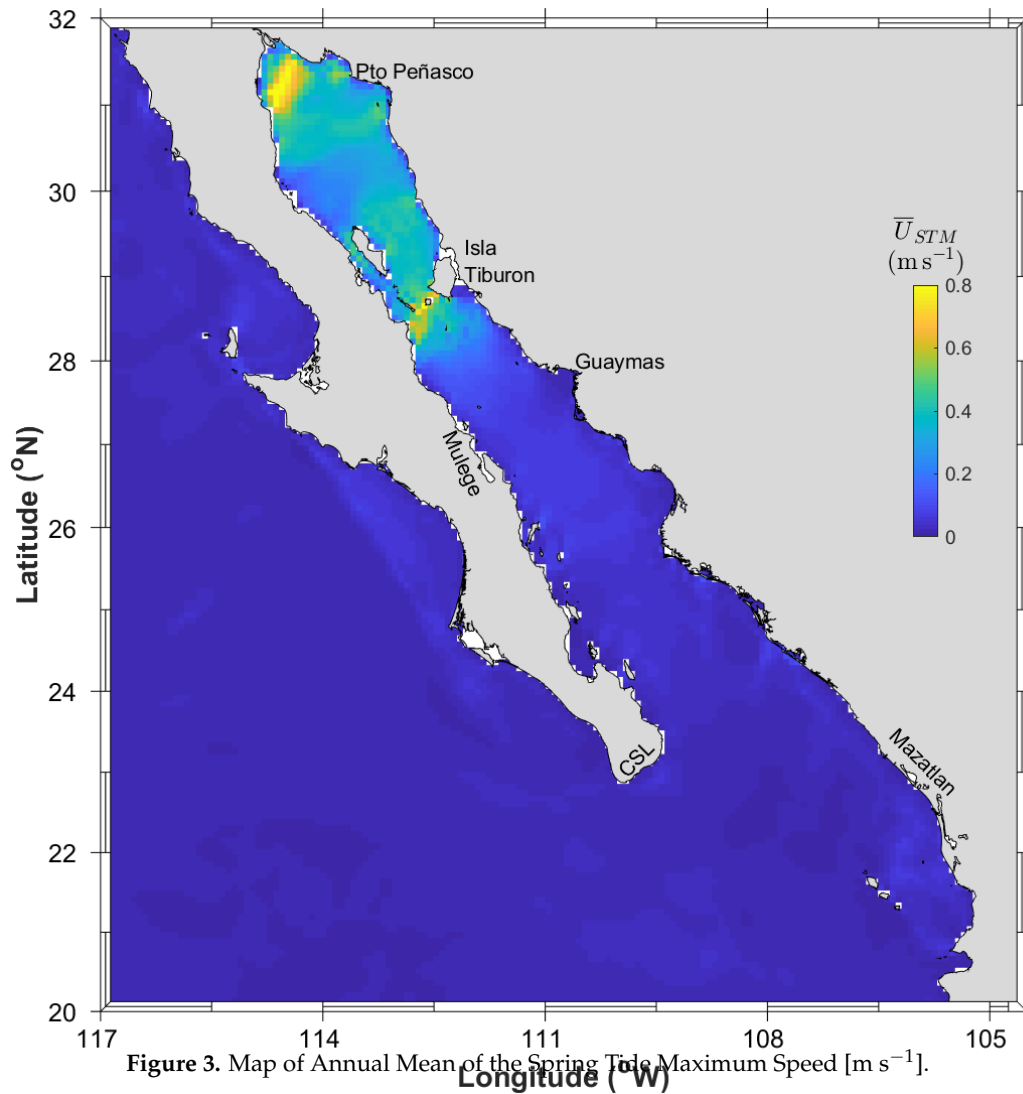 32
30
28
26
24
22
20
Latitude (°N)
Pto Peñasco
Isla
Tiburon
Guaymas
Mulege
CSL
Mazatlan
U̅_STM
(m s⁻¹)
0.8
0.6
0.4
0.2
0
117
114
111
108
105
Figure 3. Map of Annual Mean of the Spring Tide Maximum Speed [m s⁻¹].
Longitude (°W)